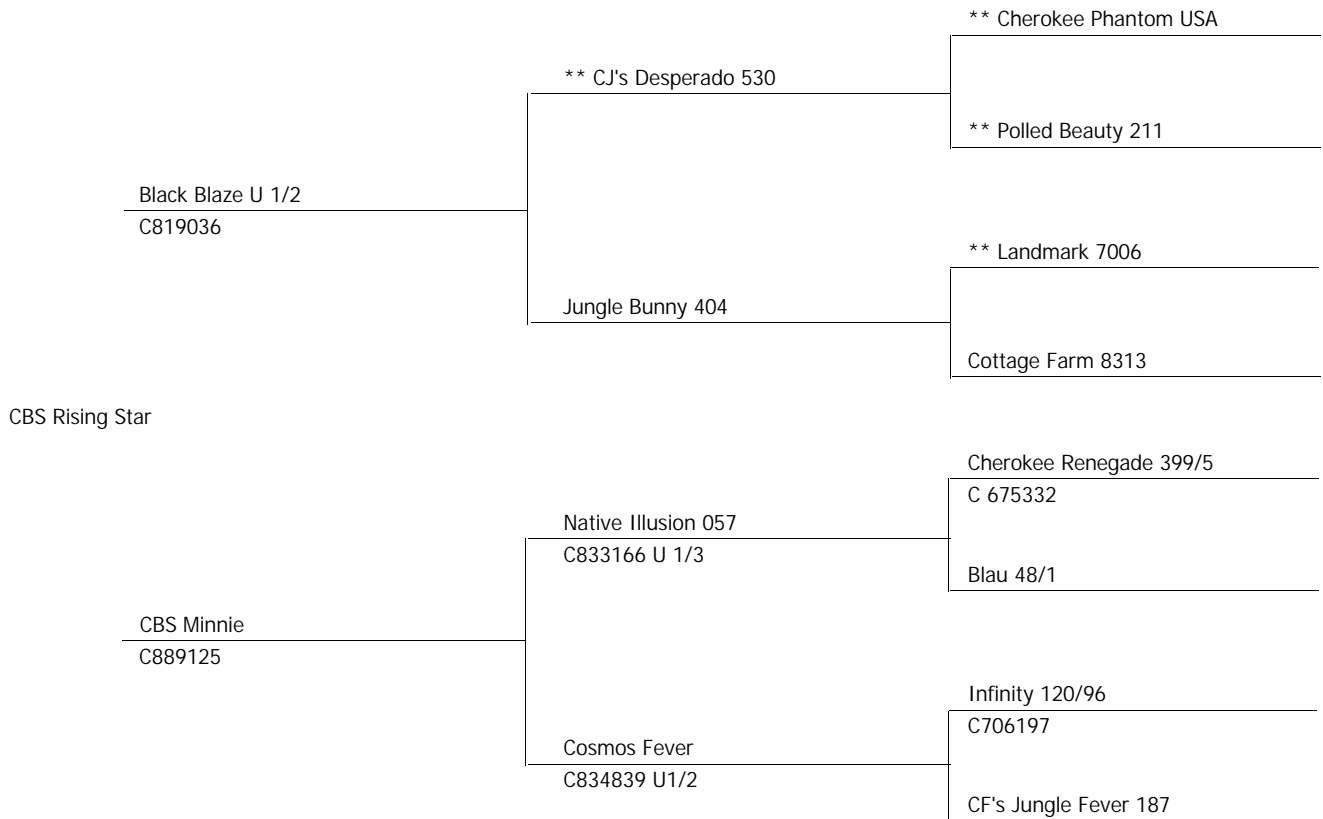 ** Cherokee Phantom USA
** CJ's Desperado 530
** Polled Beauty 211
Black Blaze U 1/2
C819036
** Landmark 7006
Jungle Bunny 404
Cottage Farm 8313
CBS Rising Star
Cherokee Renegade 399/5
C 675332
Native Illusion 057
C833166 U 1/3
Blau 48/1
CBS Minnie
C889125
Infinity 120/96
C706197
Cosmos Fever
C834839 U1/2
CF's Jungle Fever 187